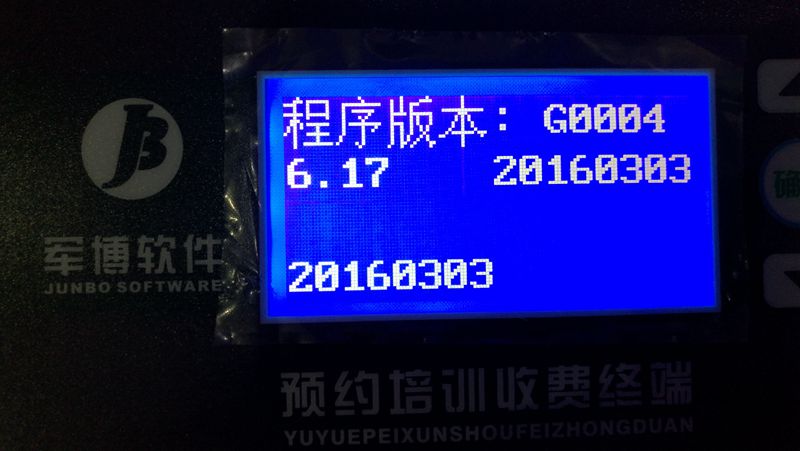 程序版本: G0004
6.17 20160303
20160303
JB
军博软件
JUNBO SOFTWARE
确
预约培训收费终端
YUYUEPEIXUNSHOUFEIZHONGDUAN